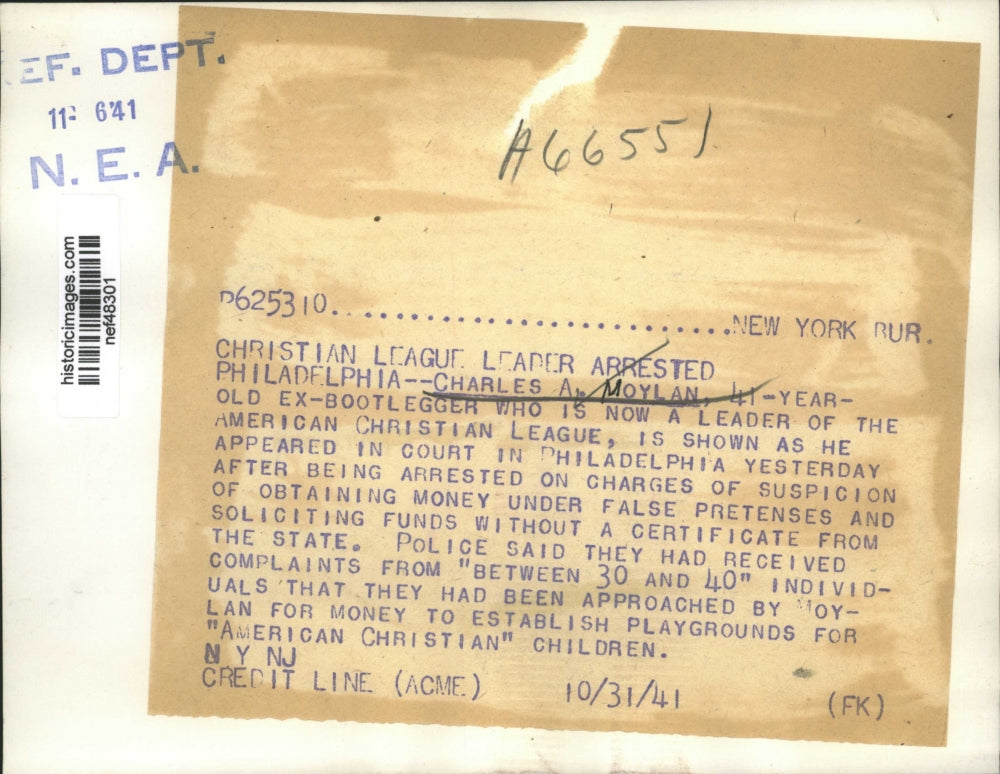 EF. DEPT.
6'41
N. E. A.
historicimages.com
nef48301
A66551
P625310..............................NEW YORK BUR.
CHRISTIAN LEAGUE LEADER ARRESTED
PHILADELPHIA--CHARLES A. MOYLAN, 41-YEAR-
OLD EX-BOOTLEGGER WHO IS NOW A LEADER OF THE
AMERICAN CHRISTIAN LEAGUE, IS SHOWN AS HE
APPEARED IN COURT IN PHILADELPHIA YESTERDAY
AFTER BEING ARRESTED ON CHARGES OF SUSPICION
OF OBTAINING MONEY UNDER FALSE PRETENSES AND
SOLICITING FUNDS WITHOUT A CERTIFICATE FROM
THE STATE. POLICE SAID THEY HAD RECEIVED
COMPLAINTS FROM "BETWEEN 30 AND 40" INDIVID-
UALS THAT THEY HAD BEEN APPROACHED BY MOY-
LAN FOR MONEY TO ESTABLISH PLAYGROUNDS FOR
"AMERICAN CHRISTIAN" CHILDREN.
N Y NJ
CREDIT LINE (ACME) 10/31/41 (FK)